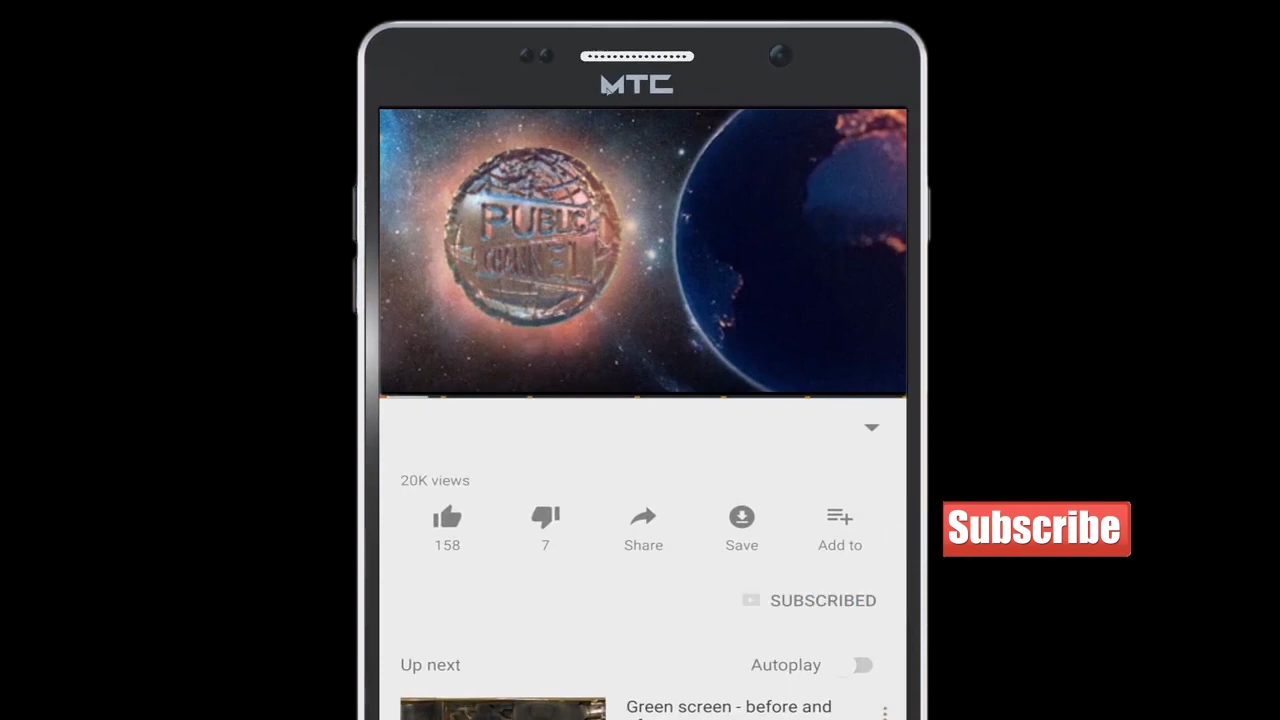 MTC
PUBLIC
CHANNEL
20K views
158
7
Share
Save
Add to
Subscribe
SUBSCRIBED
Up next
Autoplay
Green screen - before and